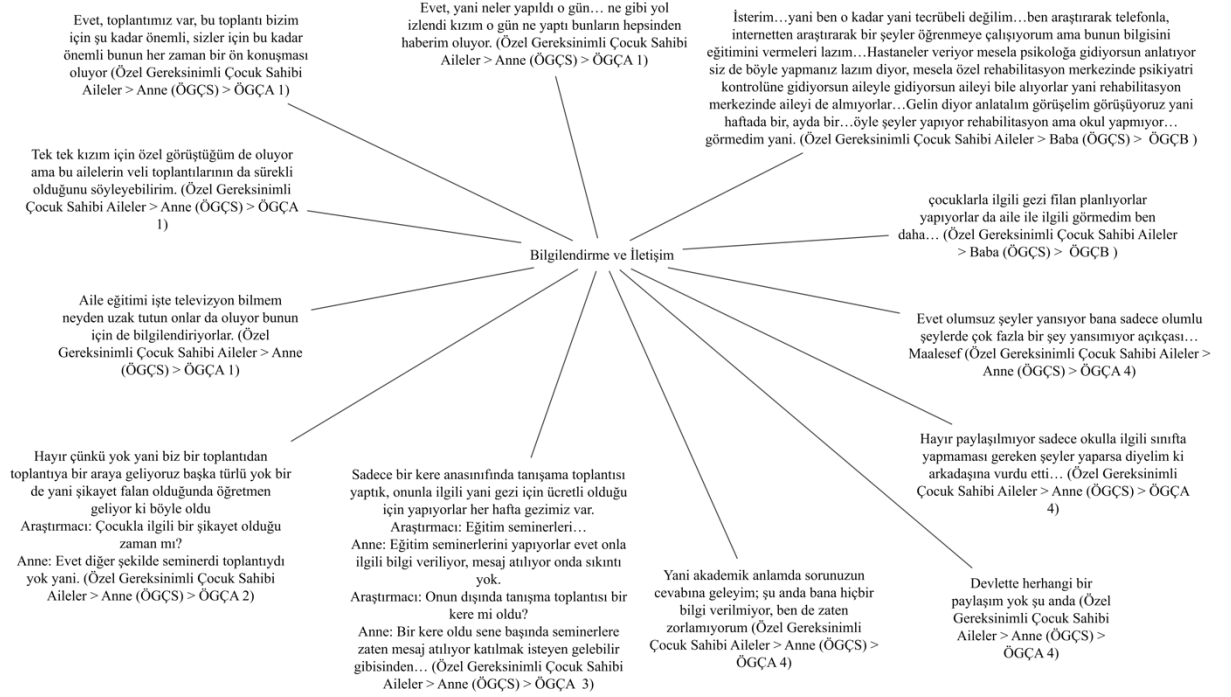 Evet, toplantımız var, bu toplantı bizim
için şu kadar önemli, sizler için bu kadar
önemli bunun her zaman bir ön konuşması
oluyor (Özel Gereksinimli Çocuk Sahibi
Aileler > Anne (ÖGÇS) > ÖGÇA 1)
Evet, yani neler yapıldı o gün… ne gibi yol
izlendi kızım o gün ne yaptı bunların hepsinden
haberim oluyor. (Özel Gereksinimli Çocuk Sahibi
Aileler > Anne (ÖGÇS) > ÖGÇA 1)
İsterim…yani ben o kadar yani tecrübeli değilim…ben araştırarak telefonla,
internetten araştırarak bir şeyler öğrenmeye çalışıyorum ama bunun bilgisini
eğitimini vermeleri lazım…Hastaneler veriyor mesela psikoloğa gidiyorsun anlatıyor
siz de böyle yapmanız lazım diyor, mesela özel rehabilitasyon merkezinde psikiyatri
kontrolüne gidiyorsun aileyle gidiyorsun aileyi bile alıyorlar yani rehabilitasyon
merkezinde aileyi de almıyorlar…Gelin diyor anlatalım görüşelim görüşüyoruz yani
haftada bir, ayda bir…öyle şeyler yapıyor rehabilitasyon ama okul yapmıyor…
görmedim yani. (Özel Gereksinimli Çocuk Sahibi Aileler > Baba (ÖGÇS) > ÖGÇB )
Tek tek kızım için özel görüştüğüm de oluyor
ama bu ailelerin veli toplantılarının da sürekli
olduğunu söyleyebilirim. (Özel Gereksinimli
Çocuk Sahibi Aileler > Anne (ÖGÇS) > ÖGÇA
1)
çocuklarla ilgili gezi filan planlıyorlar
yapıyorlar da aile ile ilgili görmedim ben
daha… (Özel Gereksinimli Çocuk Sahibi Aileler
> Baba (ÖGÇS) > ÖGÇB )
Bilgilendirme ve İletişim
Aile eğitimi işte televizyon bilmem
neyden uzak tutun onlar da oluyor bunun
için de bilgilendiriyorlar. (Özel
Gereksinimli Çocuk Sahibi Aileler > Anne
(ÖGÇS) > ÖGÇA 1)
Evet olumsuz şeyler yansıyor bana sadece olumlu
şeylerde çok fazla bir şey yansımıyor açıkçası…
Maalesef (Özel Gereksinimli Çocuk Sahibi Aileler >
Anne (ÖGÇS) > ÖGÇA 4)
Hayır paylaşılmıyor sadece okulla ilgili sınıfta
yapmaması gereken şeyler yaparsa diyelim ki
arkadaşına vurdu etti… (Özel Gereksinimli
Çocuk Sahibi Aileler > Anne (ÖGÇS) > ÖGÇA
4)
Hayır çünkü yok yani biz bir toplantıdan
toplantıya bir araya geliyoruz başka türlü yok bir
de yani şikayet falan olduğunda öğretmen
geliyor ki böyle oldu
Araştırmacı: Çocukla ilgili bir şikayet olduğu
zaman mı?
Anne: Evet diğer şekilde seminerdi toplantıydı
yok yani. (Özel Gereksinimli Çocuk Sahibi
Aileler > Anne (ÖGÇS) > ÖGÇA 2)
Sadece bir kere anasınıfında tanışama toplantısı
yaptık, onunla ilgili yani gezi için ücretli olduğu
için yapıyorlar her hafta gezimiz var.
Araştırmacı: Eğitim seminerleri…
Anne: Eğitim seminerlerini yapıyorlar evet onla
ilgili bilgi veriliyor, mesaj atılıyor onda sıkıntı
yok.
Araştırmacı: Onun dışında tanışma toplantısı bir
kere mi oldu?
Anne: Bir kere oldu sene başında seminerlere
zaten mesaj atılıyor katılmak isteyen gelebilir
gibisinden… (Özel Gereksinimli Çocuk Sahibi
Aileler > Anne (ÖGÇS) > ÖGÇA 3)
Yani akademik anlamda sorunuzun
cevabına geleyim; şu anda bana hiçbir
bilgi verilmiyor, ben de zaten
zorlamıyorum (Özel Gereksinimli
Çocuk Sahibi Aileler > Anne (ÖGÇS) >
ÖGÇA 4)
Devlette herhangi bir
paylaşım yok şu anda (Özel
Gereksinimli Çocuk Sahibi
Aileler > Anne (ÖGÇS) >
ÖGÇA 4)